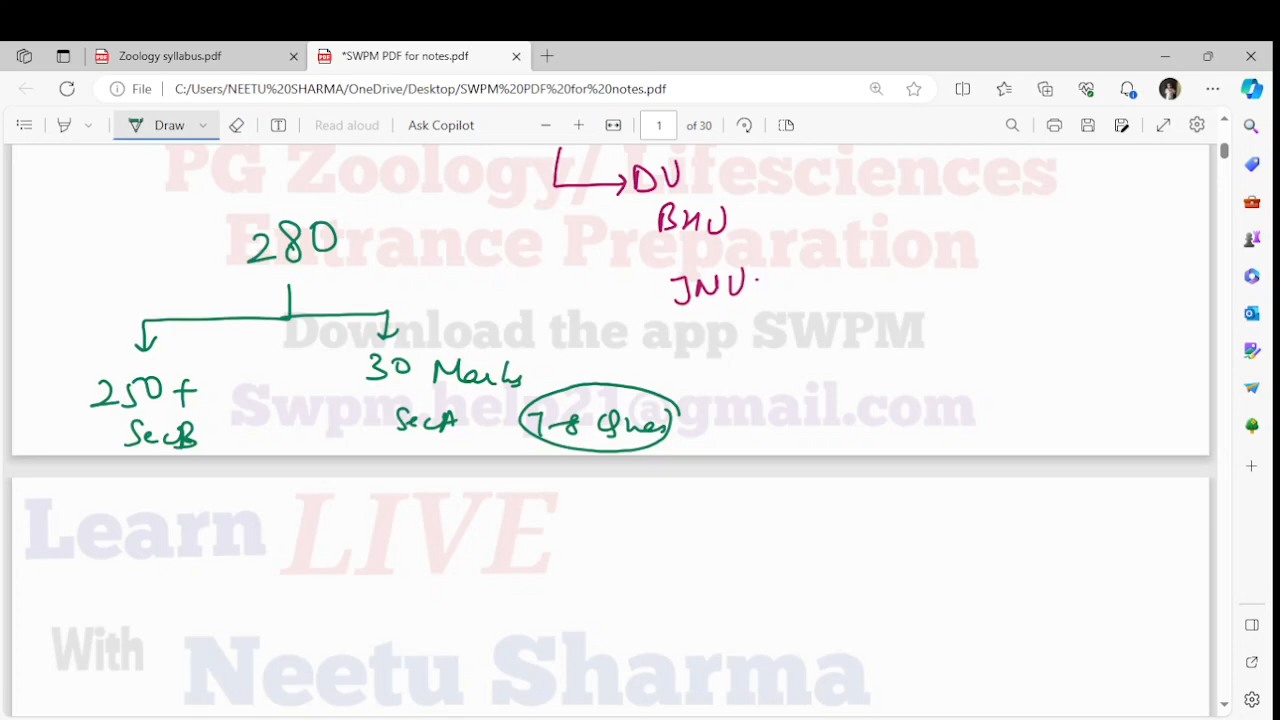 Zoology syllabus.pdf
*SWPM PDF for notes.pdf
File
C:/Users/NEETU%20SHARMA/OneDrive/Desktop/SWPM%20PDF%20for%20notes.pdf
Draw
Read aloud
Ask Copilot
1
of 30
PG Zoology/ Lifesciences
Entrance Preparation
Download the app SWPM
Swpm.help21@gmail.com
DU
BHU
JNU.
280
250 +
Sec B
30 Marks
Sec A
7-8 Ques
Learn LIVE
With Neetu Sharma